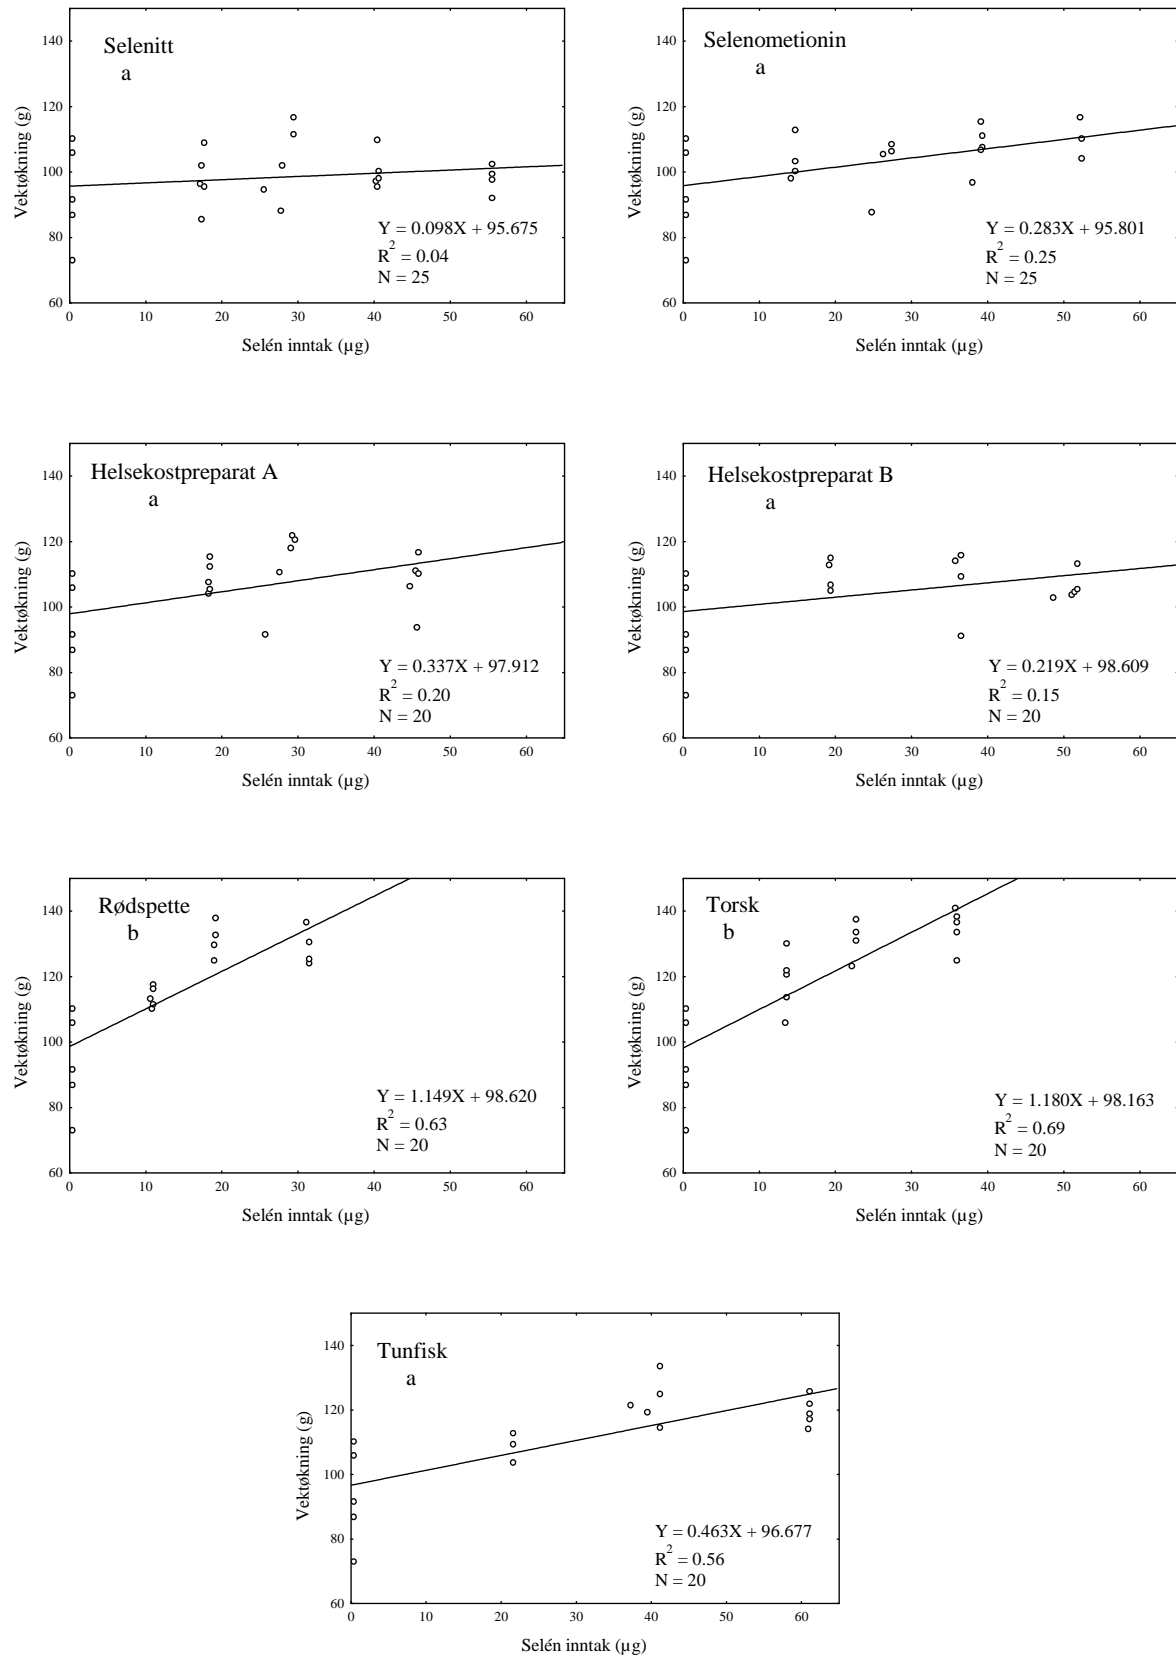 Selenitt
a
Vektøkning (g)
150
140
120
100
80
60
0 10 20 30 40 50 60
Y = 0.098X + 95.675
R² = 0.04
N = 25
Selén inntak (µg)
Selenometionin
a
Vektøkning (g)
140
120
100
80
60
0 10 20 30 40 50 60
Y = 0.283X + 95.801
R² = 0.25
N = 25
Selén inntak (µg)
Helsekostpreparat A
a
Vektøkning (g)
140
120
100
80
60
0 10 20 30 40 50 60
Y = 0.337X + 97.912
R² = 0.20
N = 20
Selén inntak (µg)
Helsekostpreparat B
a
Vektøkning (g)
140
120
100
80
60
0 10 20 30 40 50 60
Y = 0.219X + 98.609
R² = 0.15
N = 20
Selén inntak (µg)
Rødspette
b
Vektøkning (g)
140
120
100
80
60
0 10 20 30 40 50 60
Y = 1.149X + 98.620
R² = 0.63
N = 20
Selén inntak (µg)
Torsk
b
Vektøkning (g)
140
120
100
80
60
0 10 20 30 40 50 60
Y = 1.180X + 98.163
R² = 0.69
N = 20
Selén inntak (µg)
Tunfisk
a
Vektøkning (g)
140
120
100
80
60
0 10 20 30 40 50 60
Y = 0.463X + 96.677
R² = 0.56
N = 20
Selén inntak (µg)